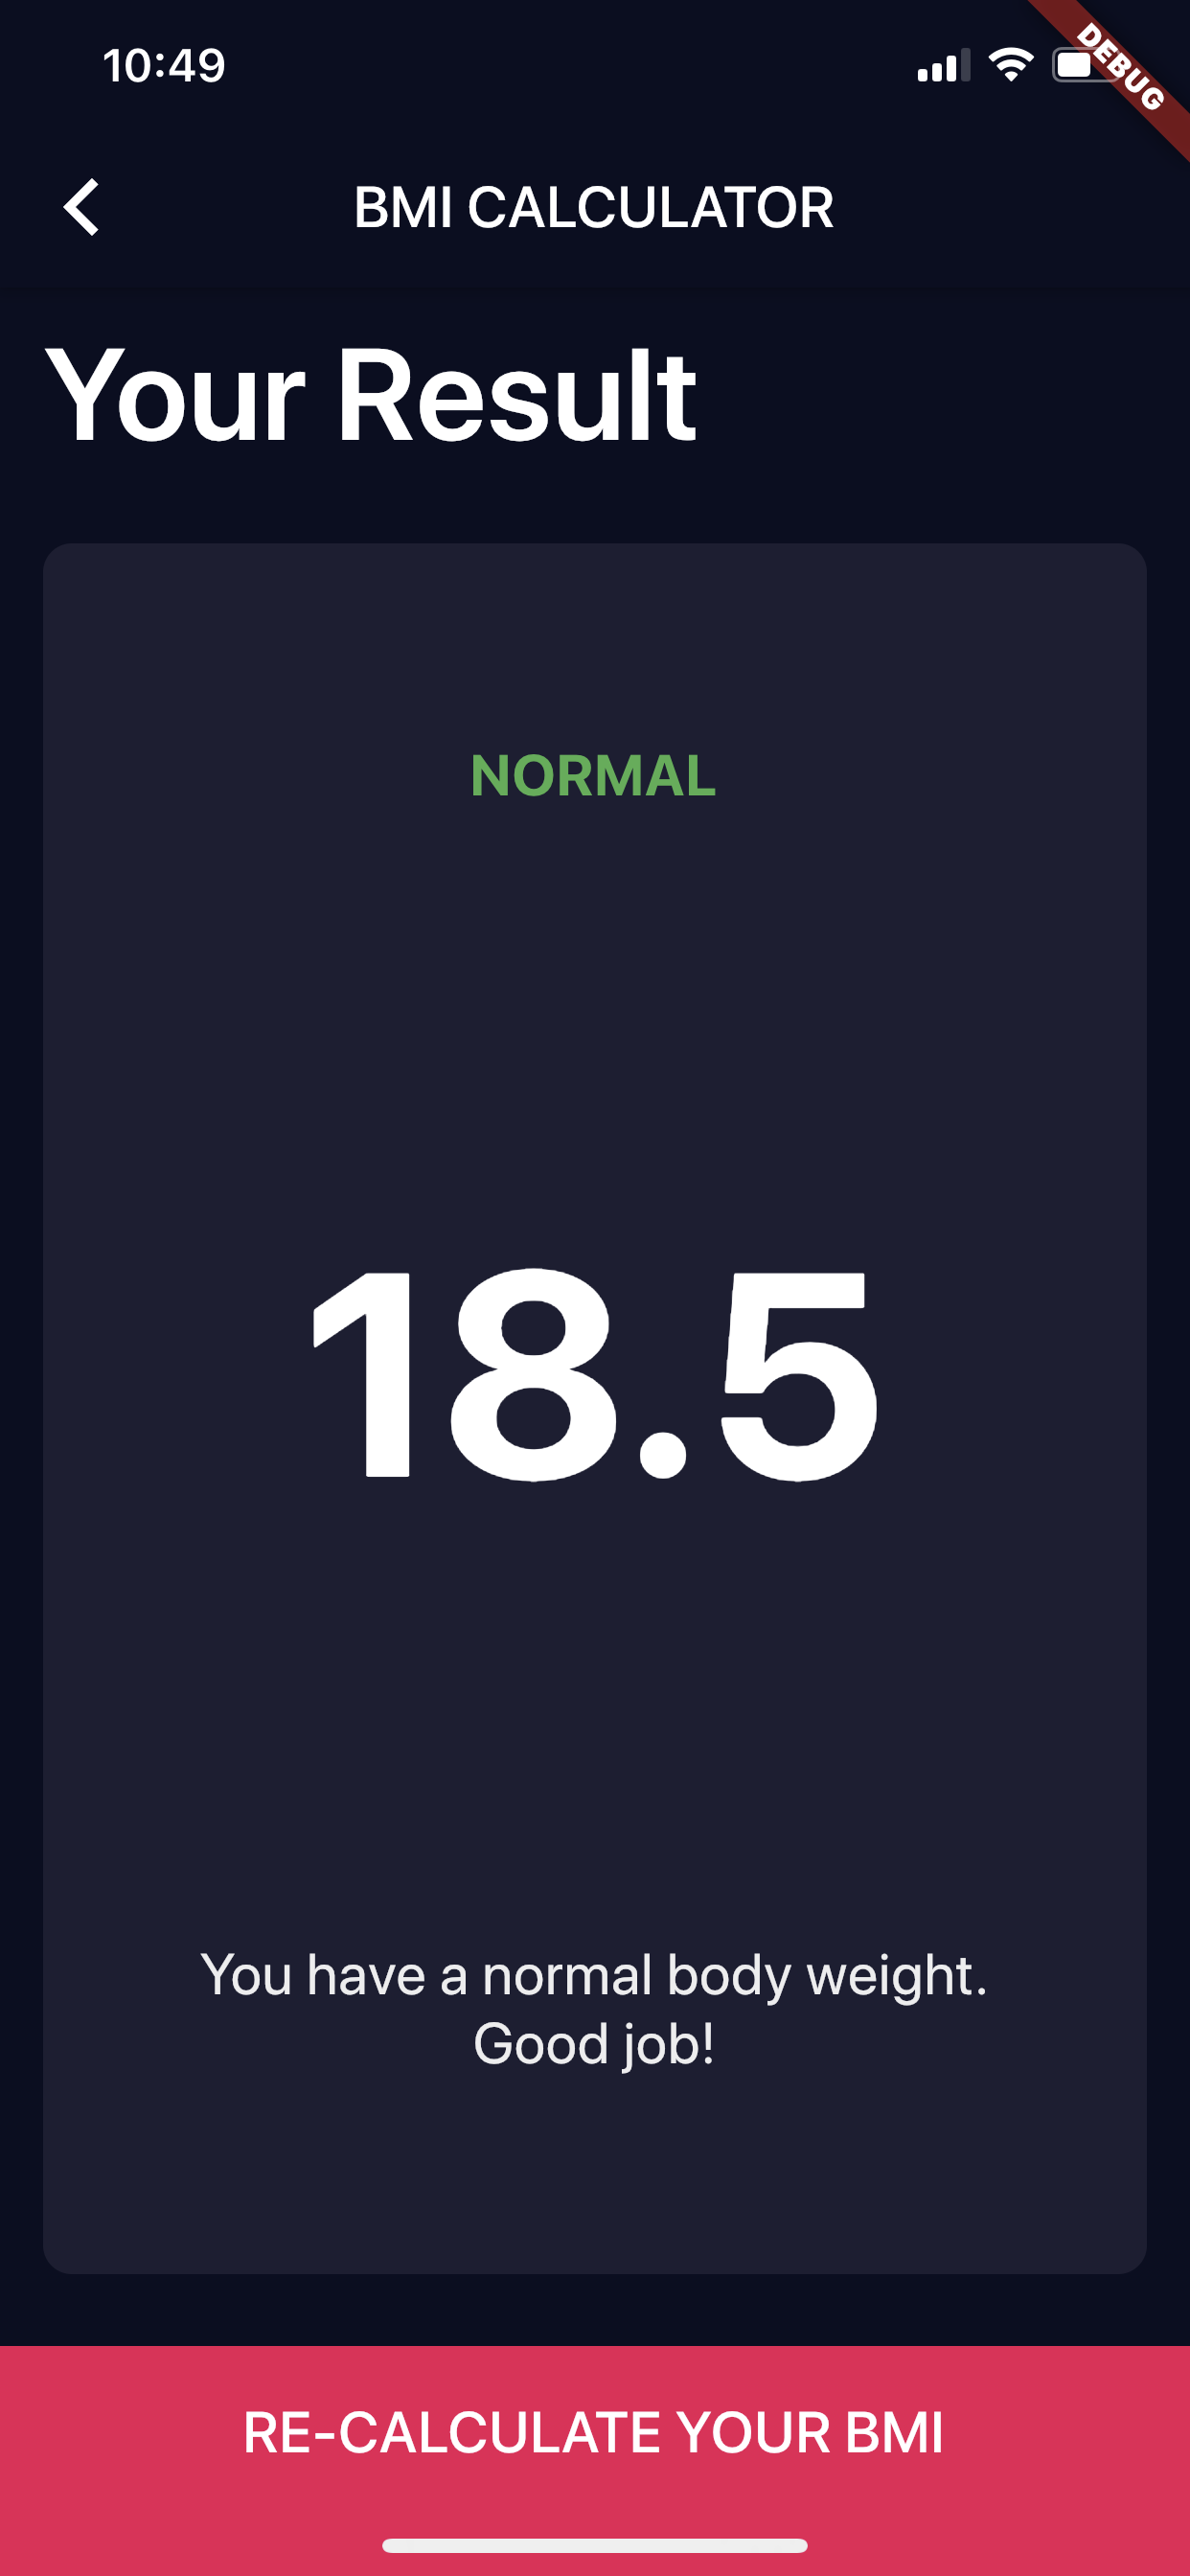 10:49
DEBUG
BMI CALCULATOR
Your Result
NORMAL
18.5
You have a normal body weight.
Good job!
RE-CALCULATE YOUR BMI